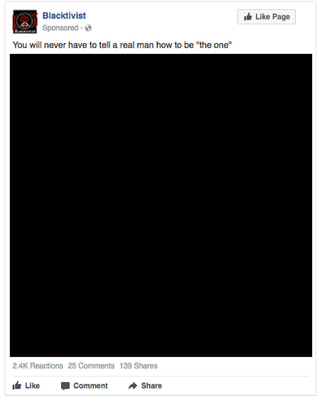 Blacktivist
Like Page
Sponsored ·
You will never have to tell a real man how to be "the one"
2.4K Reactions 25 Comments 139 Shares
Like Comment Share